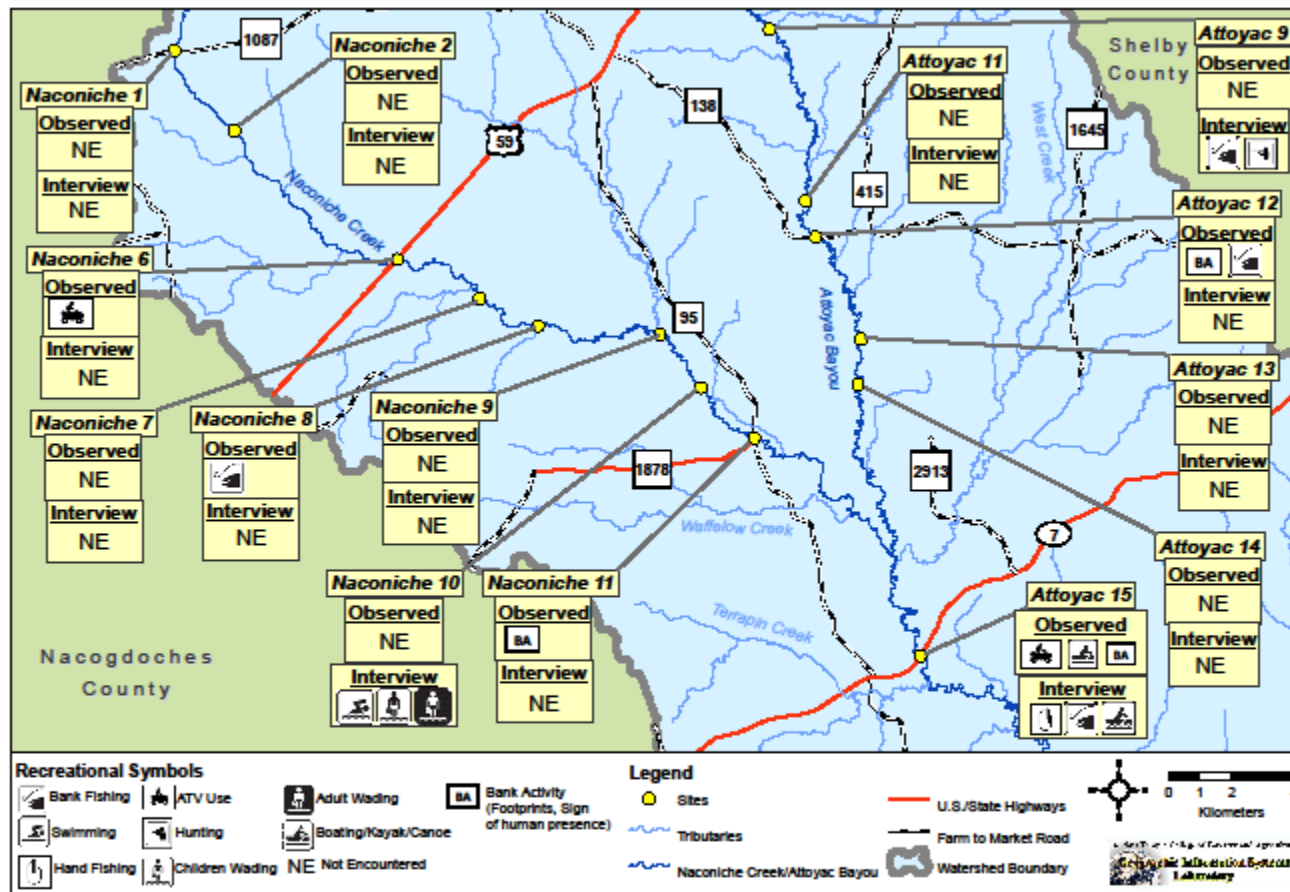 1087
Naconiche 2
Observed
NE
Interview
NE
Attoyac 9
Observed
NE
Interview
Shelby
County
Attoyac 11
Observed
NE
Interview
NE
Naconiche 1
Observed
NE
Interview
NE
138
59
415
1645
West Creek
Naconiche Creek
Attoyac 12
Observed
BA
Interview
NE
Naconiche 6
Observed
Interview
NE
95
Attoyac Bayou
Attoyac 13
Observed
NE
Interview
NE
Naconiche 7
Observed
NE
Interview
NE
Naconiche 8
Observed
Interview
NE
Naconiche 9
Observed
NE
Interview
NE
1878
2913
7
Waffelow Creek
Terrapin Creek
Attoyac 14
Observed
NE
Interview
NE
Naconiche 10
Observed
NE
Interview
Naconiche 11
Observed
BA
Interview
NE
Attoyac 15
Observed
BA
Interview
Nacogdoches
County
Recreational Symbols
Bank Fishing
ATV Use
Adult Wading
BA
Bank Activity
(Footprints, Sign
of human presence)
Swimming
Hunting
Boating/Kayak/Canoe
Hand Fishing
Children Wading
NE Not Encountered
Legend
Sites
Tributaries
Naconiche Creek/Attoyac Bayou
U.S./State Highways
Farm to Market Road
Watershed Boundary
0 1 2
Kilometers
Geographic Information Systems
Laboratory